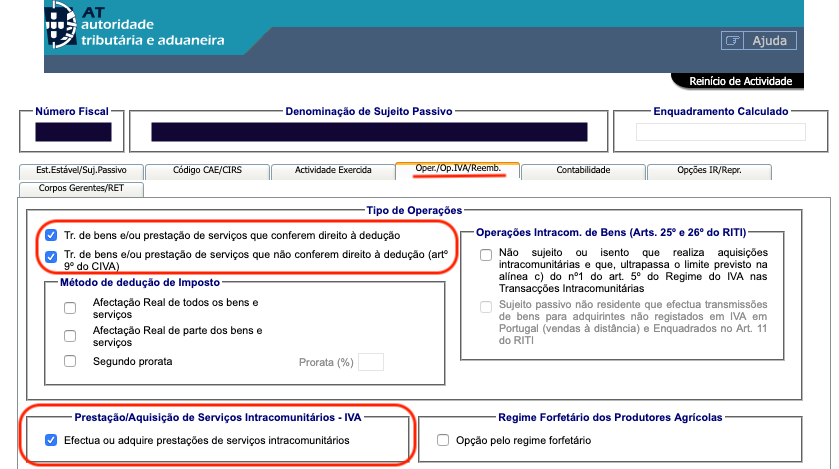 AT
autoridade
tributária e aduaneira
Ajuda
Reinício de Actividade
Número Fiscal
Denominação de Sujeito Passivo
Enquadramento Calculado
Est.Estável/Suj.Passivo
Código CAE/CIRS
Actividade Exercida
Oper./Op.IVA/Reemb.
Contabilidade
Opções IR/Repr.
Corpos Gerentes/RET
Tipo de Operações
Tr. de bens e/ou prestação de serviços que conferem direito à dedução
Tr. de bens e/ou prestação de serviços que não conferem direito à dedução (artº
9º do CIVA)
Método de dedução de Imposto
Afectação Real de todos os bens e
serviços
Afectação Real de parte dos bens e
serviços
Segundo prorata
Prorata (%)
Operações Intracom. de Bens (Arts. 25º e 26º do RITI)
Não sujeito ou isento que realiza aquisições
intracomunitárias e que, ultrapassa o limite previsto na
alínea c) do nº1 do art. 5º do Regime do IVA nas
Transacções Intracomunitárias
Sujeito passivo não residente que efectua transmissões
de bens para adquirintes não registados em IVA em
Portugal (vendas à distância) e Enquadrados no Art. 11
do RITI
Prestação/Aquisição de Serviços Intracomunitários - IVA
Efectua ou adquire prestações de serviços intracomunitários
Regime Forfetário dos Produtores Agrícolas
Opção pelo regime forfetário